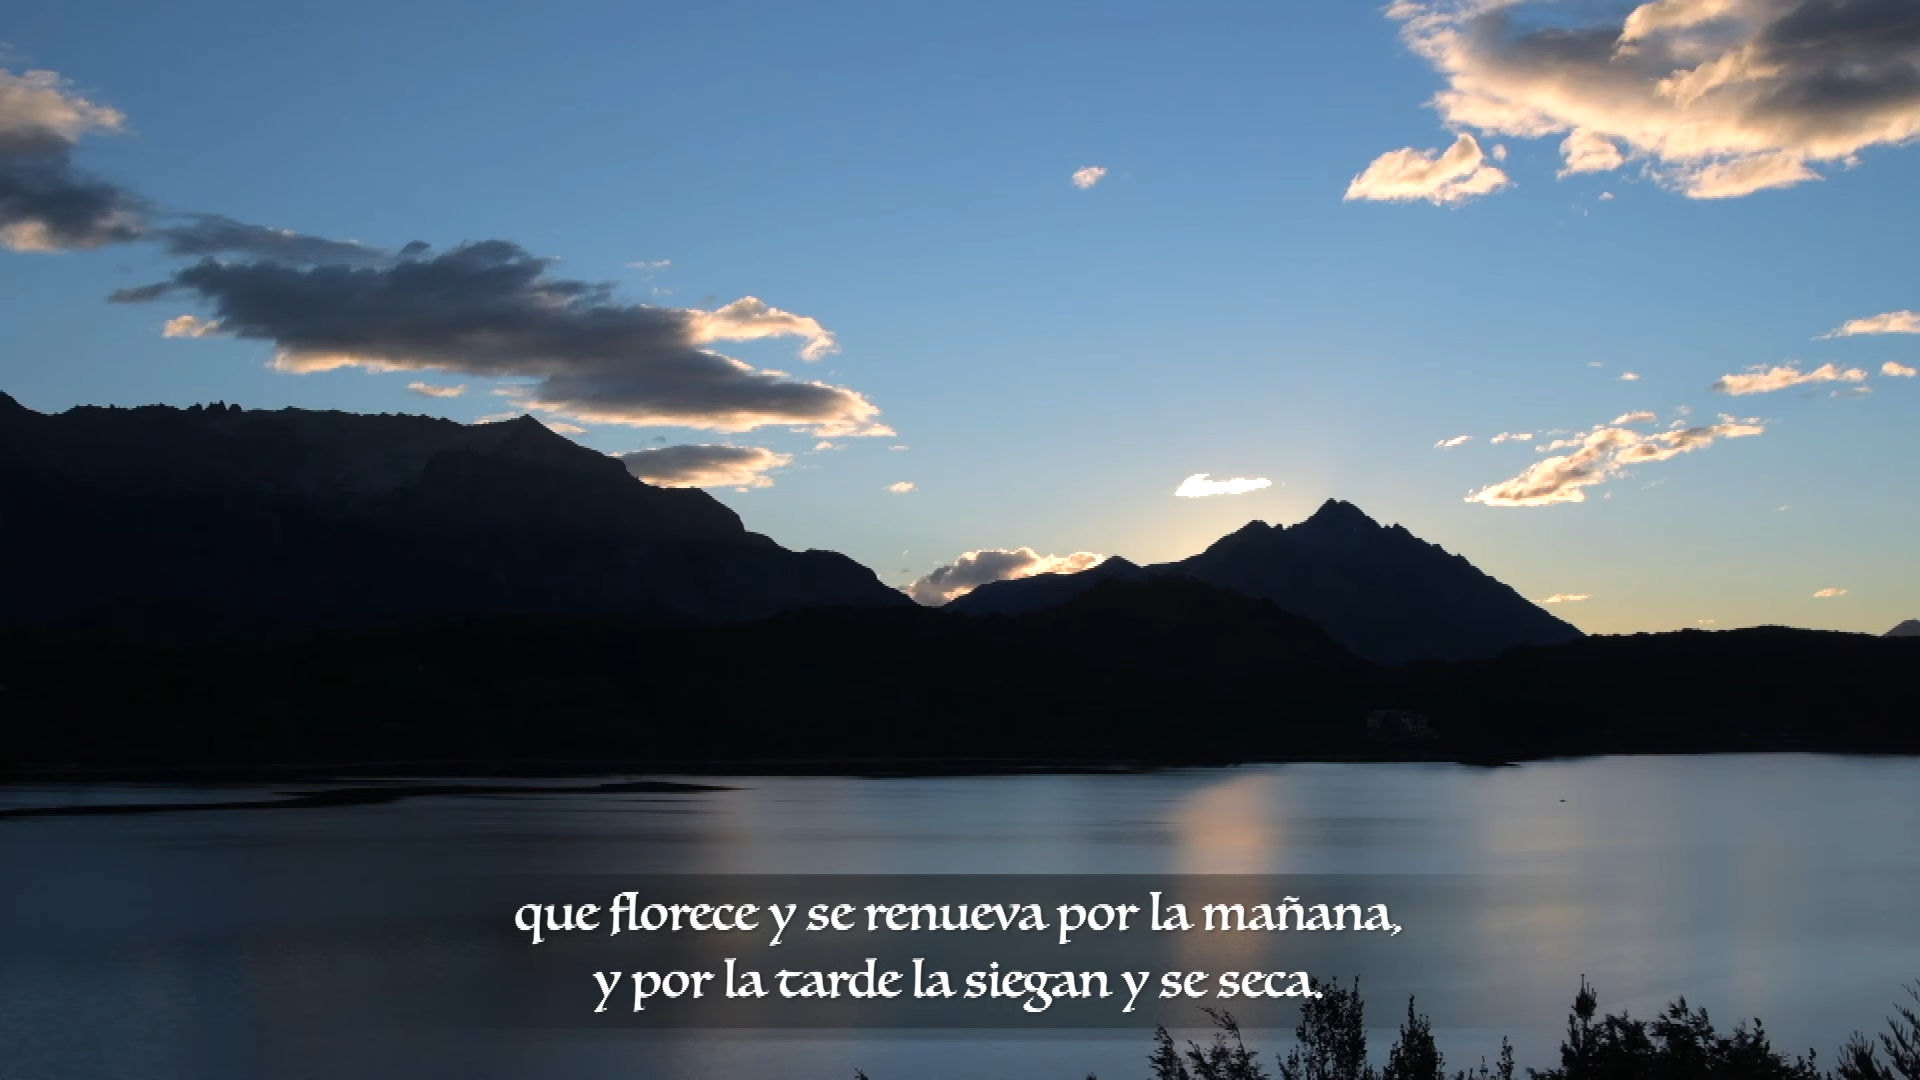 que florece y se renueva por la mañana,
y por la tarde la siegan y se seca.